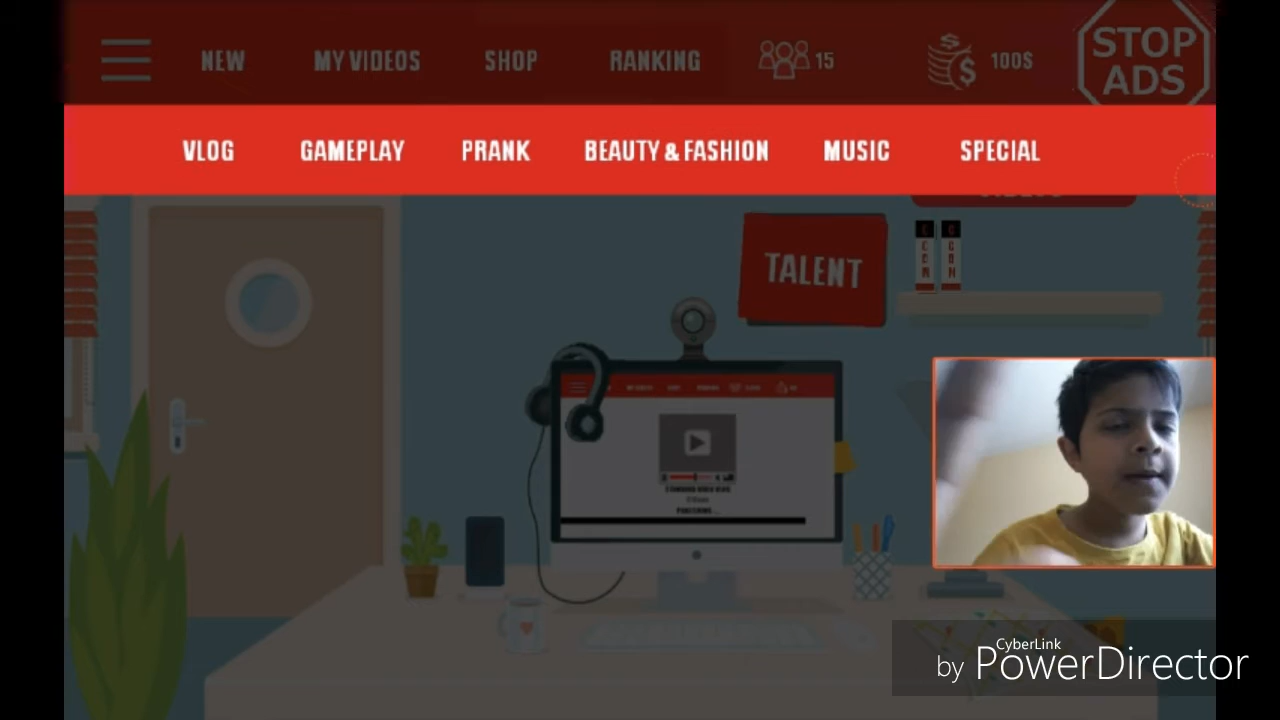 NEW MY VIDEOS SHOP RANKING 15 100$ STOP ADS
VLOG GAMEPLAY PRANK BEAUTY & FASHION MUSIC SPECIAL
TALENT
by CyberLink PowerDirector